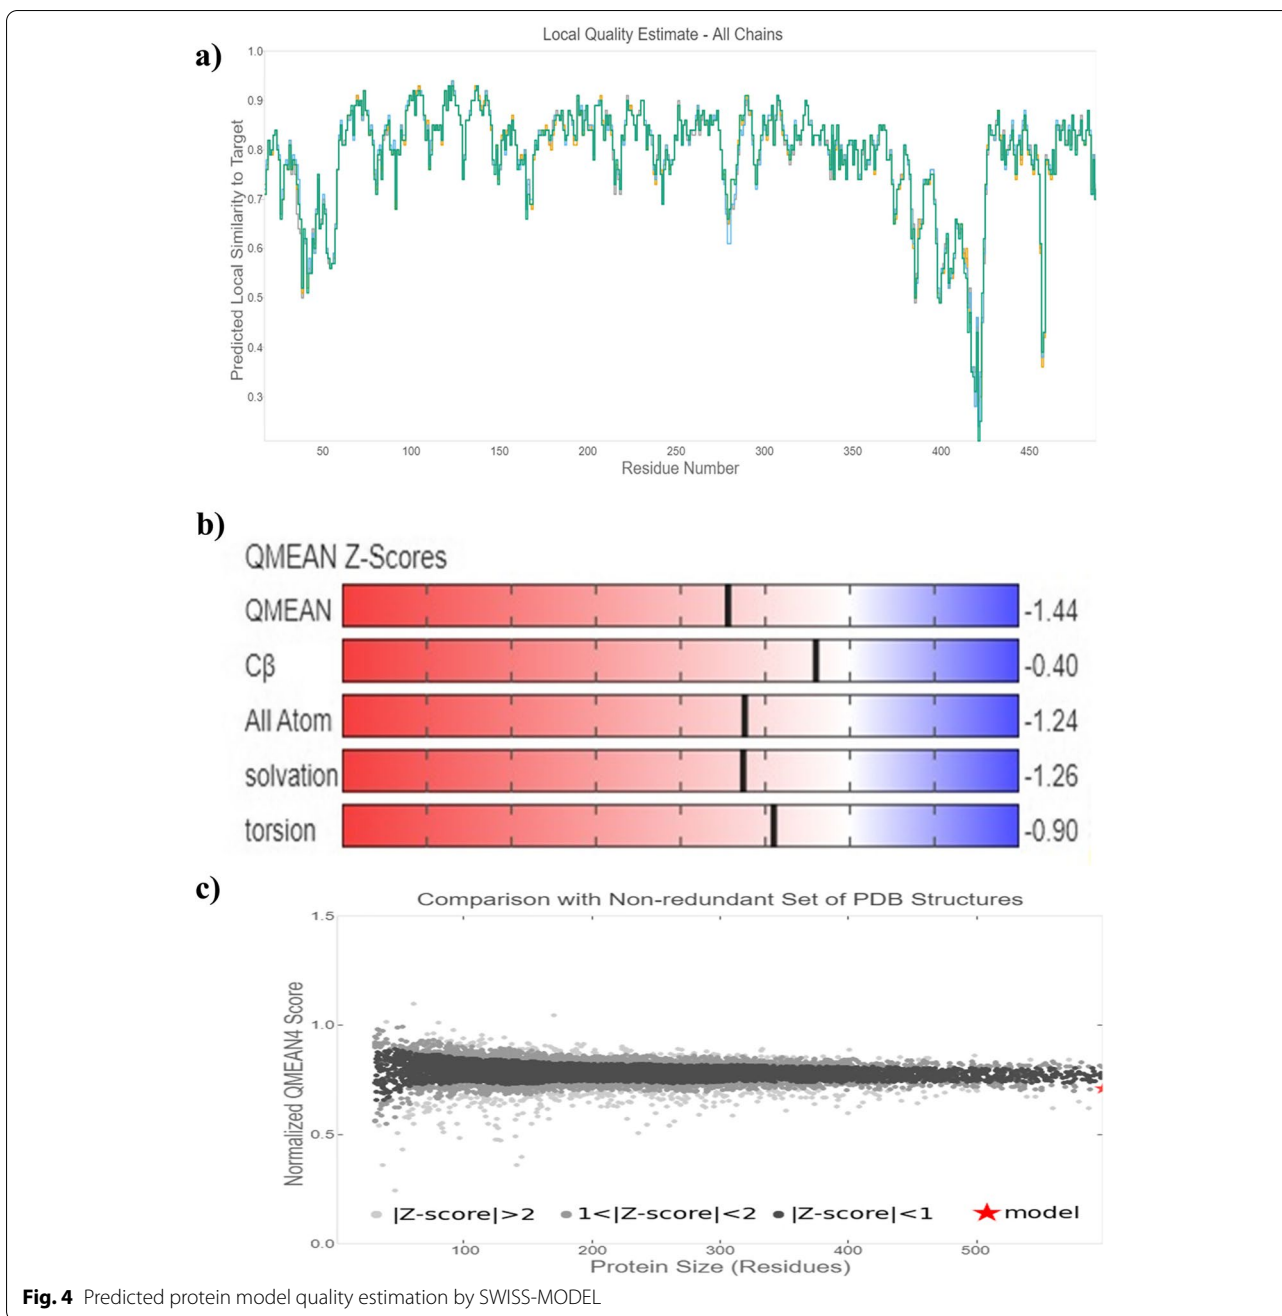 a)
Local Quality Estimate - All Chains
Predicted Local Similarity to Target
1.0
0.9
0.8
0.7
0.6
0.5
0.4
0.3
50 100 150 200 250 300 350 400 450
Residue Number
b)
QMEAN Z-Scores
QMEAN -1.44
Cβ -0.40
All Atom -1.24
solvation -1.26
torsion -0.90
c)
Comparison with Non-redundant Set of PDB Structures
Normalized QMEAN4 Score
1.5
1.0
0.5
0.0
|Z-score|>2 1<|Z-score|<2 |Z-score|<1 model
100 200 300 400 500
Protein Size (Residues)
Fig. 4 Predicted protein model quality estimation by SWISS-MODEL